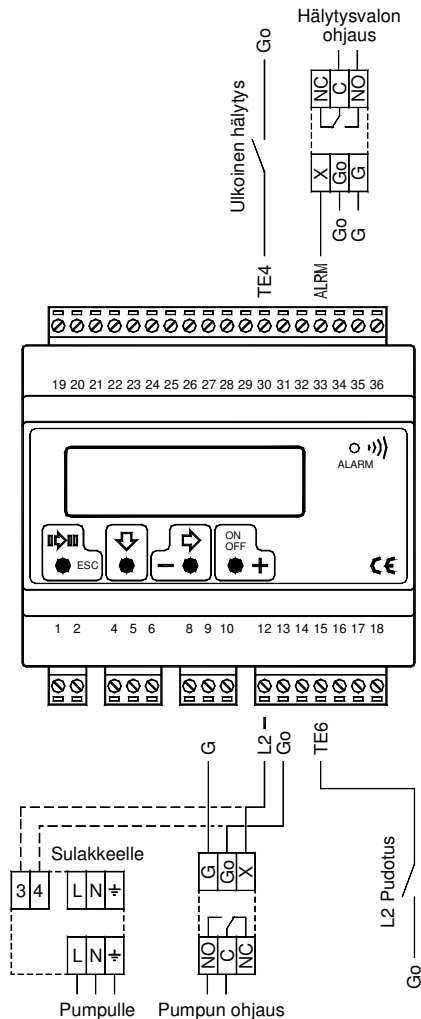 Hälytysvalon
ohjaus
Go
NC C NO
Ulkoinen hälytys
X Go G
Go
G
TE4
ALRM
19 20 21 22 23 24 25 26 27 28 29 30 31 32 33 34 35 36
ALARM
ESC
−
ON
OFF
+
CE
1 2 4 5 6 8 9 10 12 13 14 15 16 17 18
G
L2
Go
TE6
Sulakkeelle
3 4
L N
G Go X
L2 Pudotus
L N
NO C NC
Go
Pumpulle
Pumpun ohjaus